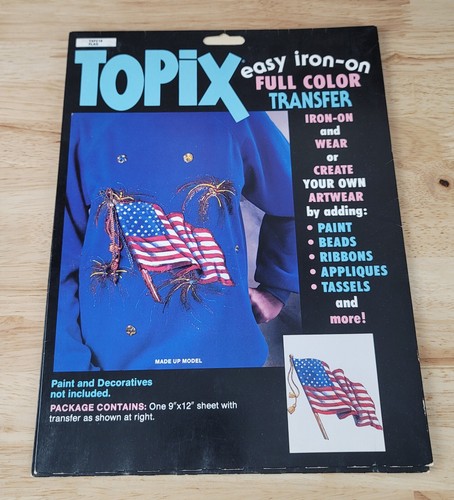 FLAG
TOPiX
easy iron-on
FULL COLOR
TRANSFER
IRON-ON
and
WEAR
or
CREATE
YOUR OWN
ARTWEAR
by adding:
• PAINT
• BEADS
• RIBBONS
• APPLIQUES
• TASSELS
and
more!
MADE UP MODEL
Paint and Decoratives
not included.
PACKAGE CONTAINS: One 9"x12" sheet with
transfer as shown at right.